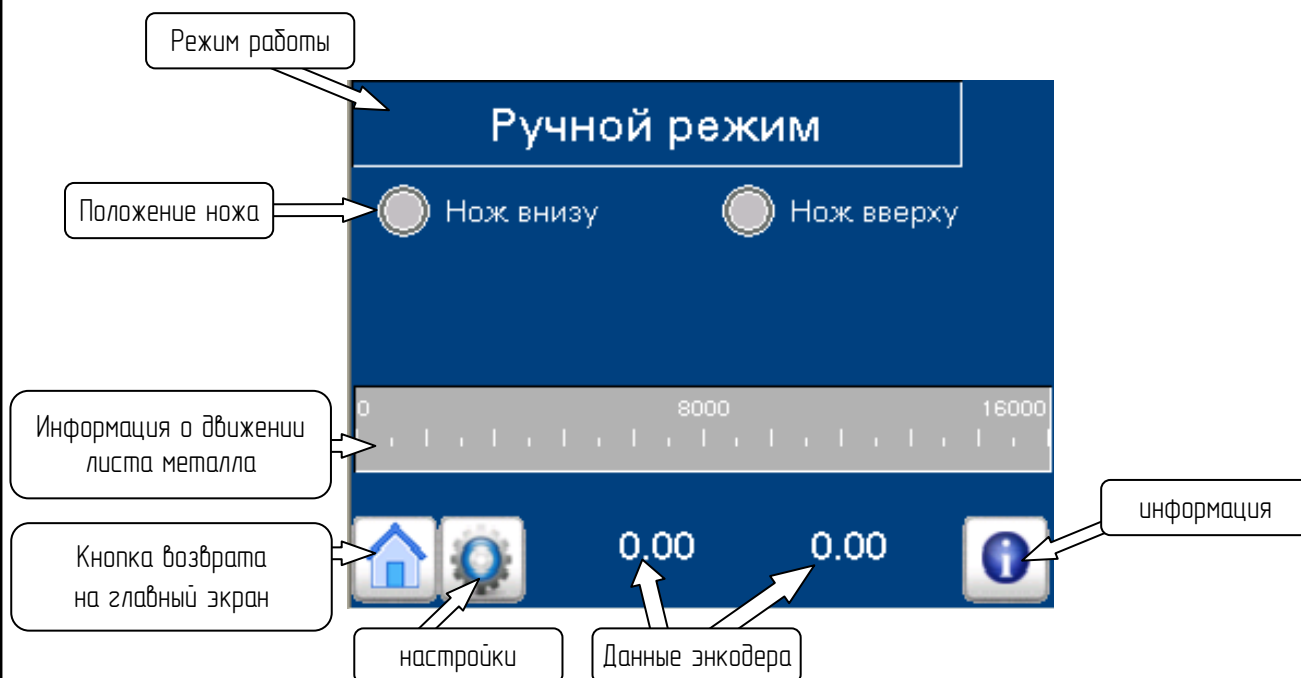 Режим работы
Ручной режим
Положение ножа
Нож внизу
Нож вверху
0 8000 16000
Информация о движении
листа металла
информация
Кнопка возврата
на главный экран
0.00 0.00
настройки
Данные энкодера